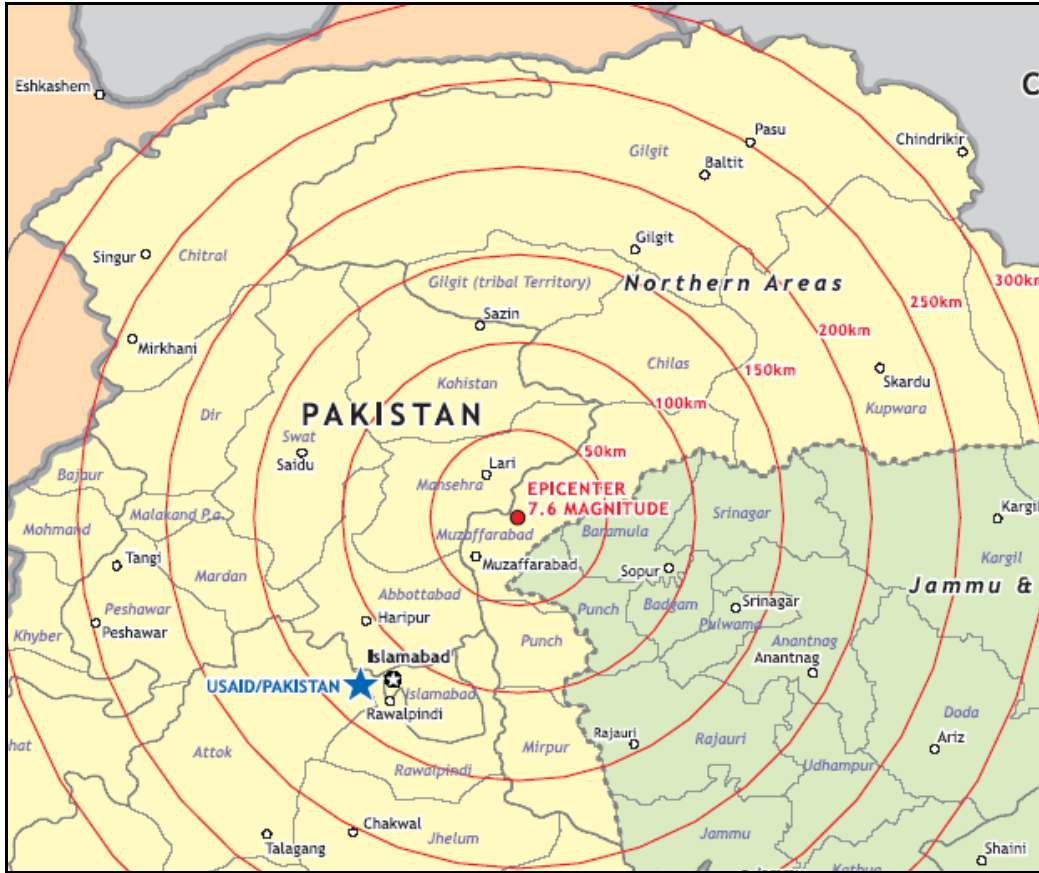 Eshkashem
C
Pasu
Chindrikir
Gilgit
Baltit
Singur
Chitral
Gilgit
Gilgit (tribal Territory)
Northern Areas
300km
250km
Sazin
200km
Mirkhani
Chilas
150km
Skardu
Kohistan
100km
Kupwara
Dir
PAKISTAN
Swat
Saidu
50km
Lari
Bajaur
Mansehra
EPICENTER
7.6 MAGNITUDE
Kargil
Malakand P.a.
Srinagar
Mohmand
Muzaffarabad
Baramula
Tangi
Muzaffarabad
Kargil
Sopur
Mardan
Jammu &
Abbottabad
Peshawar
Punch
Badgam
Srinagar
Haripur
Pulwama
Peshawar
Khyber
Punch
Anantnag
Islamabad
Anantnag
USAID/PAKISTAN
Islamabad
Rawalpindi
Doda
Rajauri
Rajauri
Ariz
hat
Attok
Mirpur
Udhampur
Rawalpindi
Chakwal
Jhelum
Jammu
Talagang
Shaini